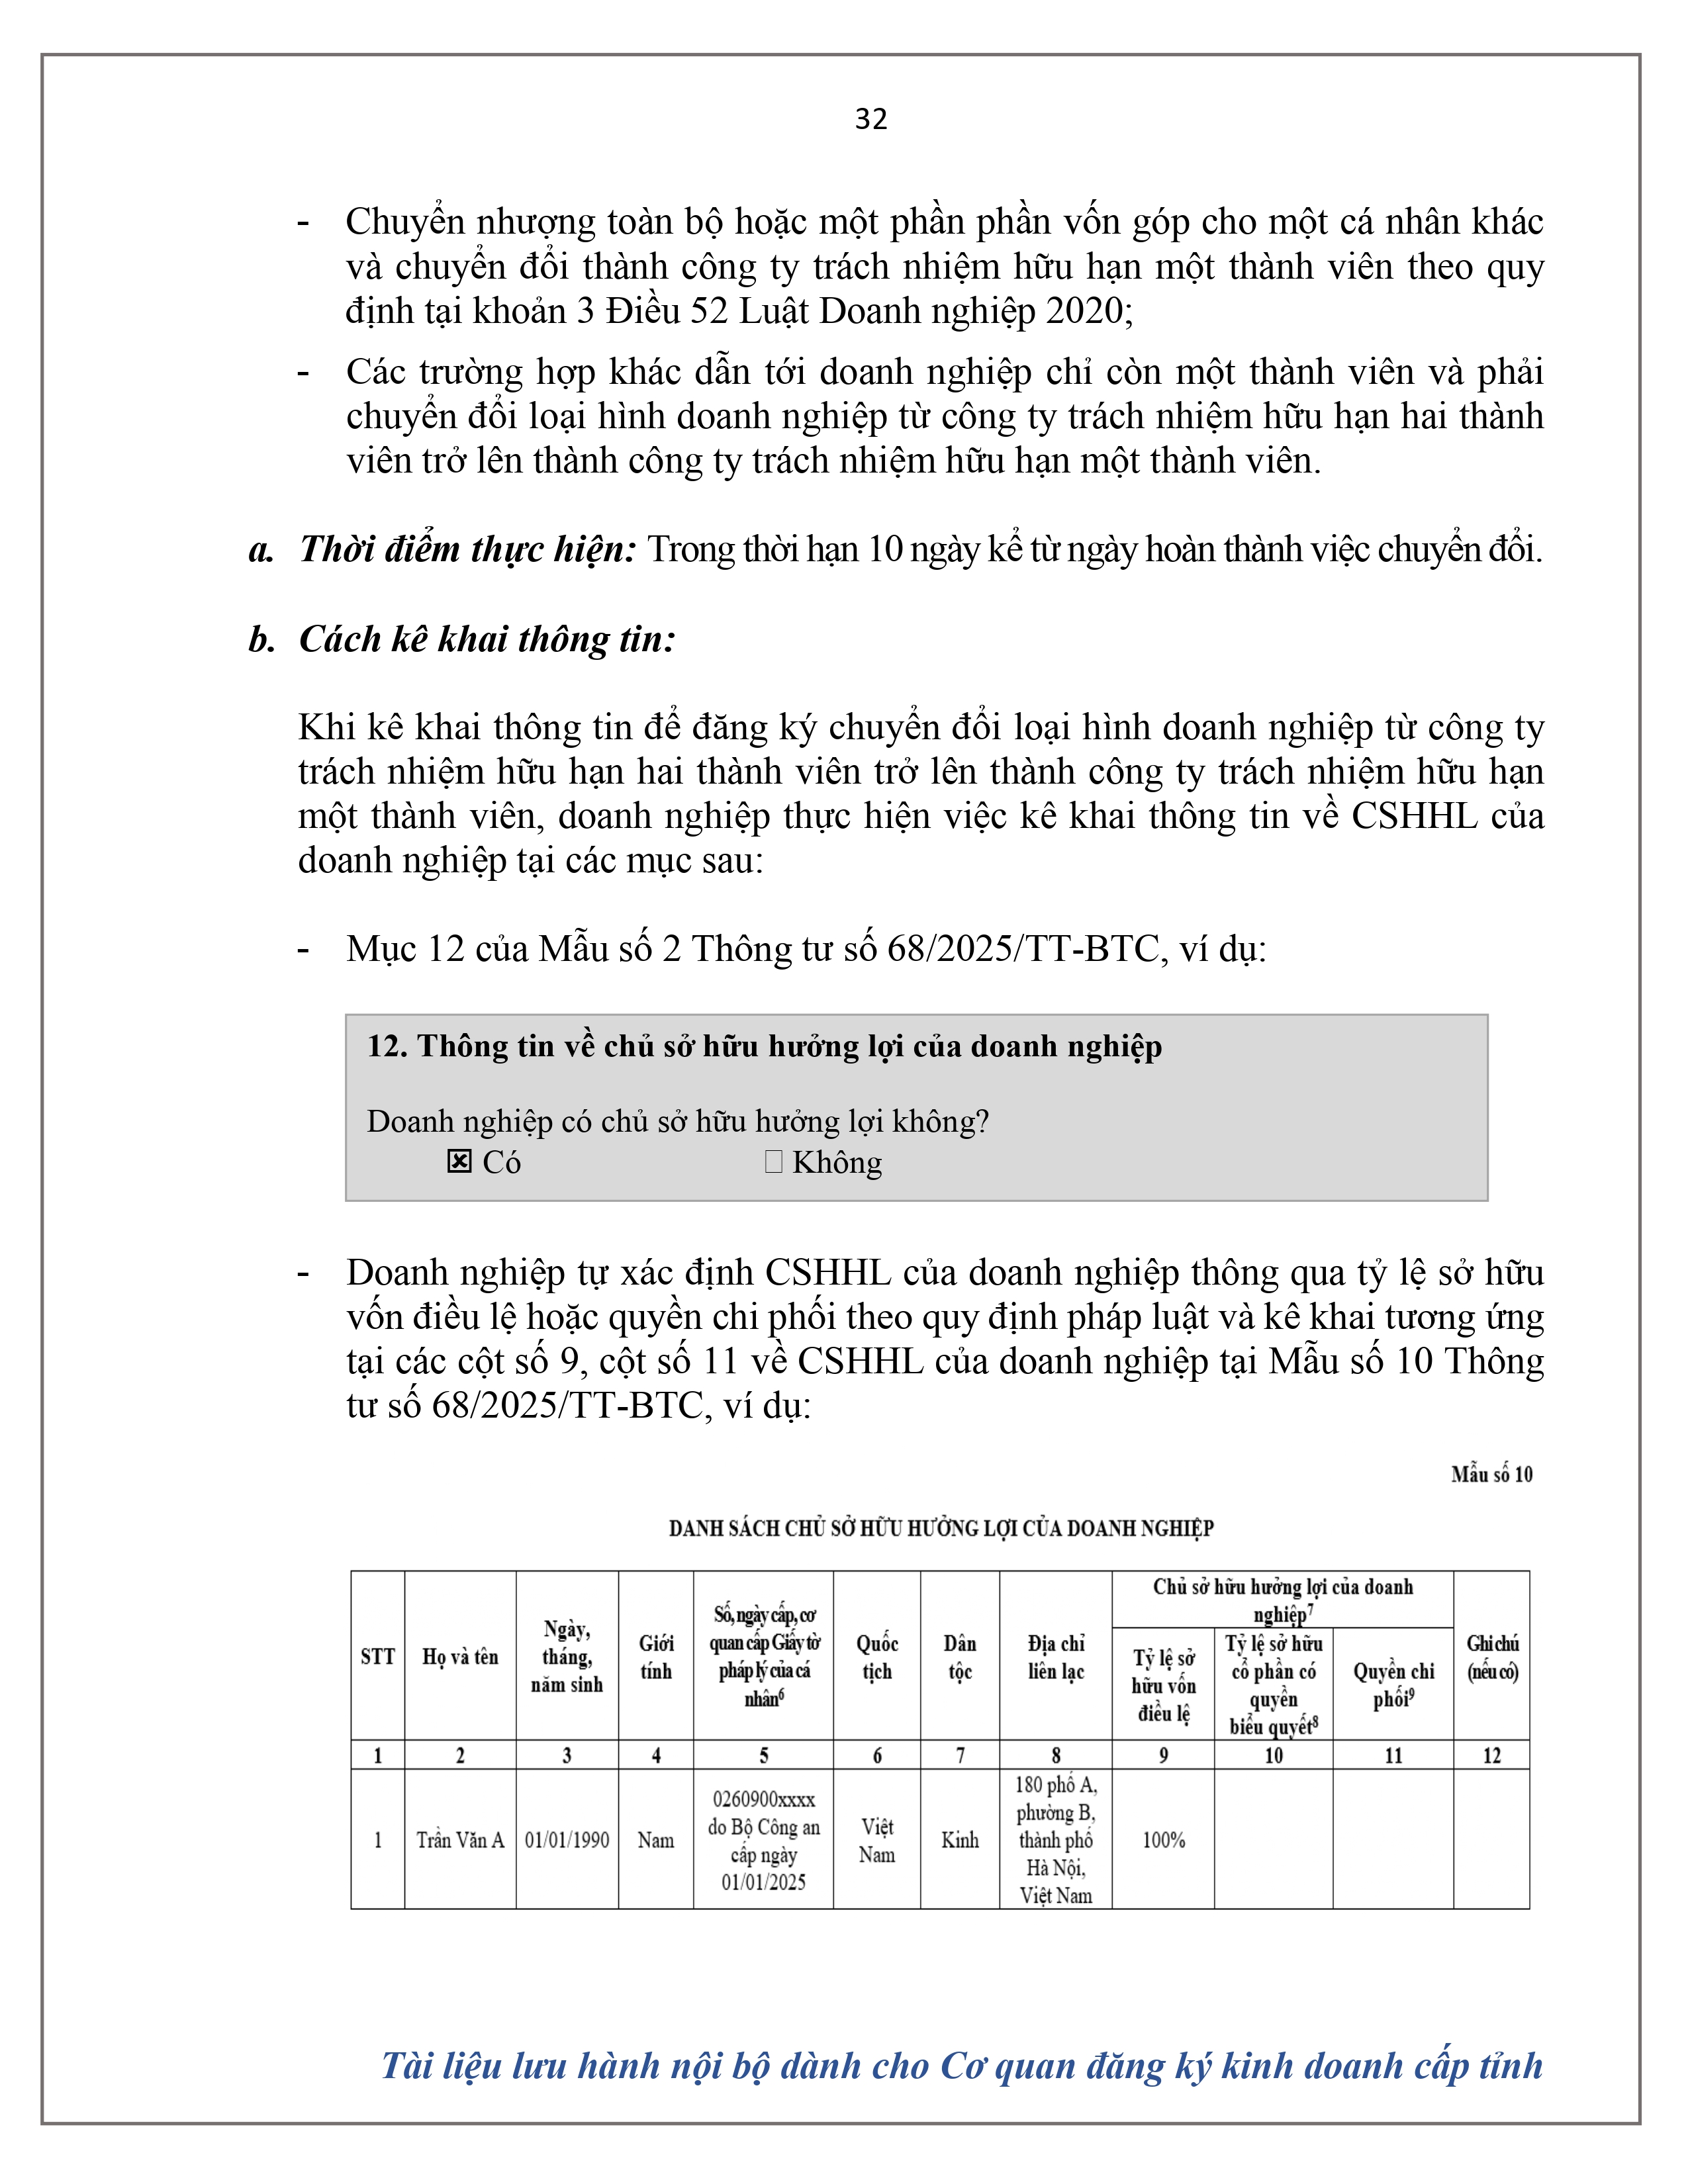 32
- Chuyển nhượng toàn bộ hoặc một phần phần vốn góp cho một cá nhân khác
và chuyển đổi thành công ty trách nhiệm hữu hạn một thành viên theo quy
định tại khoản 3 Điều 52 Luật Doanh nghiệp 2020;
- Các trường hợp khác dẫn tới doanh nghiệp chỉ còn một thành viên và phải
chuyển đổi loại hình doanh nghiệp từ công ty trách nhiệm hữu hạn hai thành
viên trở lên thành công ty trách nhiệm hữu hạn một thành viên.
a. Thời điểm thực hiện: Trong thời hạn 10 ngày kể từ ngày hoàn thành việc chuyển đổi.
b. Cách kê khai thông tin:
Khi kê khai thông tin để đăng ký chuyển đổi loại hình doanh nghiệp từ công ty
trách nhiệm hữu hạn hai thành viên trở lên thành công ty trách nhiệm hữu hạn
một thành viên, doanh nghiệp thực hiện việc kê khai thông tin về CSHHL của
doanh nghiệp tại các mục sau:
- Mục 12 của Mẫu số 2 Thông tư số 68/2025/TT-BTC, ví dụ:
12. Thông tin về chủ sở hữu hưởng lợi của doanh nghiệp
Doanh nghiệp có chủ sở hữu hưởng lợi không?
☒ Có ☐ Không
- Doanh nghiệp tự xác định CSHHL của doanh nghiệp thông qua tỷ lệ sở hữu
vốn điều lệ hoặc quyền chi phối theo quy định pháp luật và kê khai tương ứng
tại các cột số 9, cột số 11 về CSHHL của doanh nghiệp tại Mẫu số 10 Thông
tư số 68/2025/TT-BTC, ví dụ:
Mẫu số 10
DANH SÁCH CHỦ SỞ HỮU HƯỞNG LỢI CỦA DOANH NGHIỆP
STT
Họ và tên
Ngày,
tháng,
năm sinh
Giới
tính
Số, ngày cấp, cơ
quan cấp Giấy tờ
pháp lý của cá
nhân⁶
Quốc
tịch
Dân
tộc
Địa chỉ
liên lạc
Chủ sở hữu hưởng lợi của doanh
nghiệp⁷
Tỷ lệ sở
hữu vốn
điều lệ
Tỷ lệ sở hữu
cổ phần có
quyền
biểu quyết⁸
Quyền chi
phối⁹
Ghi chú
(nếu có)
1 2 3 4 5 6 7 8 9 10 11 12
1
Trần Văn A
01/01/1990
Nam
0260900xxxx
do Bộ Công an
cấp ngày
01/01/2025
Việt
Nam
Kinh
180 phố A,
phường B,
thành phố
Hà Nội,
Việt Nam
100%
Tài liệu lưu hành nội bộ dành cho Cơ quan đăng ký kinh doanh cấp tỉnh